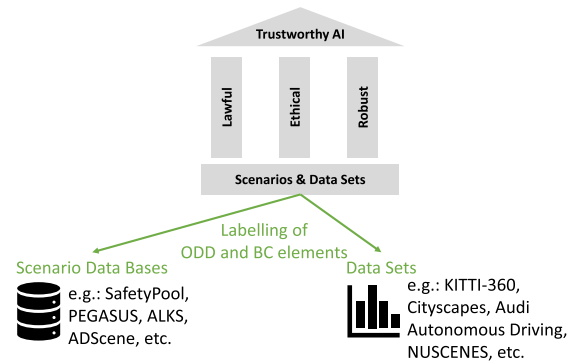 Trustworthy AI
Lawful
Ethical
Robust
Scenarios & Data Sets
Labelling of
ODD and BC elements
Scenario Data Bases
e.g.: SafetyPool,
PEGASUS, ALKS,
ADScene, etc.
Data Sets
e.g.: KITTI-360,
Cityscapes, Audi
Autonomous Driving,
NUSCENES, etc.